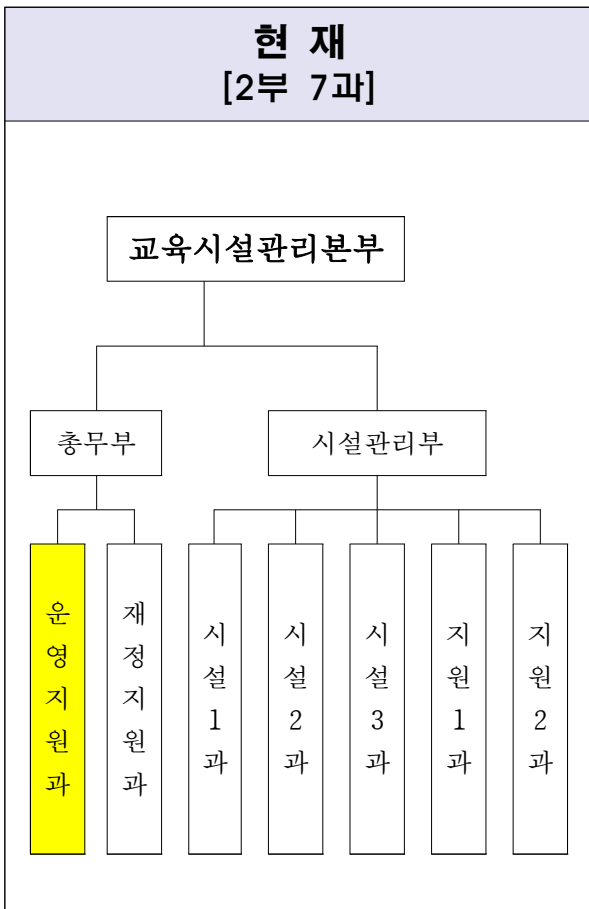 현 재
[2부 7과]
교육시설관리본부
총무부
시설관리부
운영지원과
재정지원과
시설1과
시설2과
시설3과
지원1과
지원2과